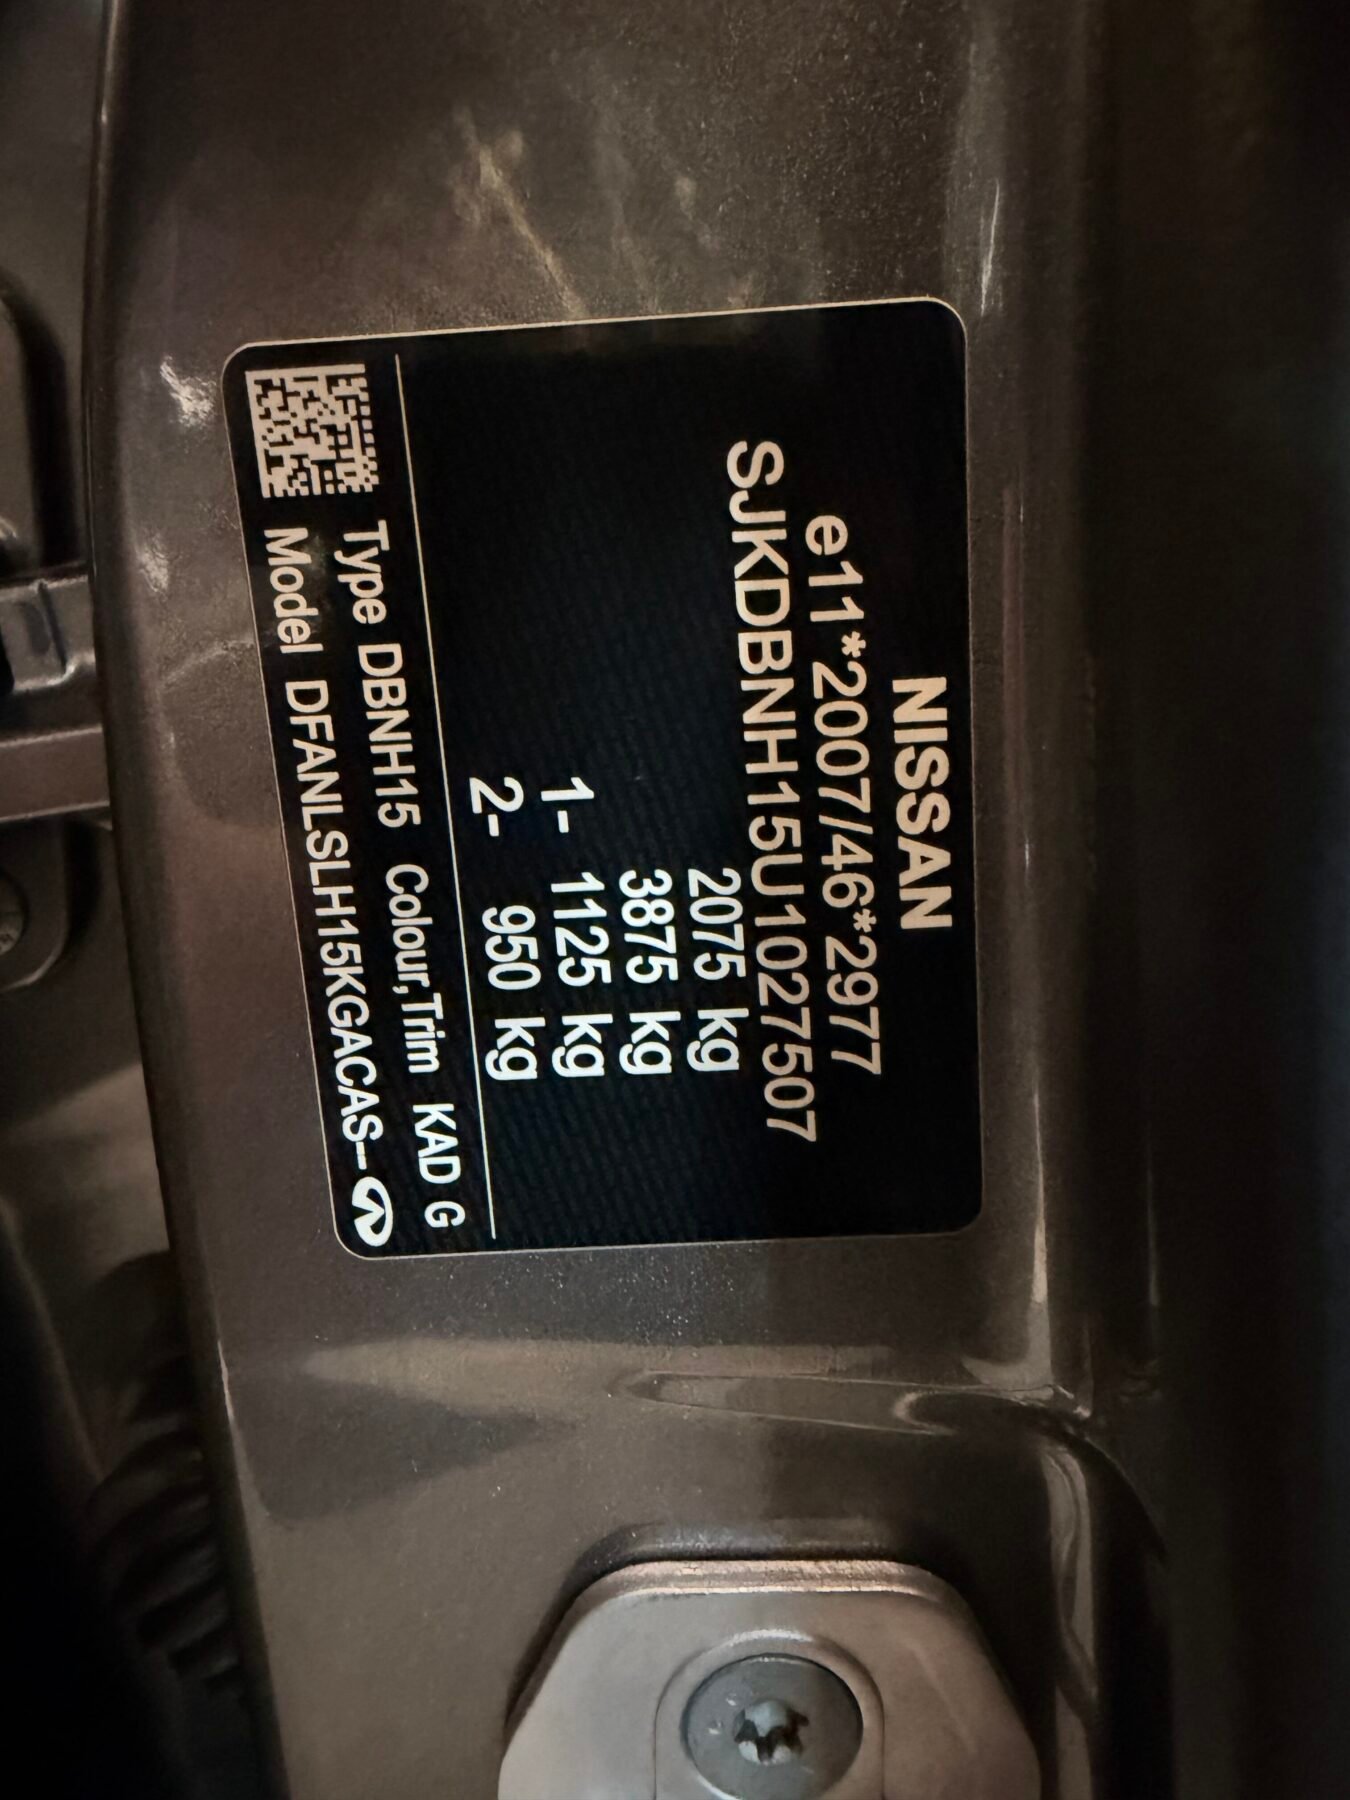 NISSAN
e11*2007/46*2977
SJKDBNH15U1027507
2075 kg
3875 kg
1- 1125 kg
2- 950 kg
Type DBNH15 Colour,Trim KAD G
Model DFANLSLH15KGACAS--